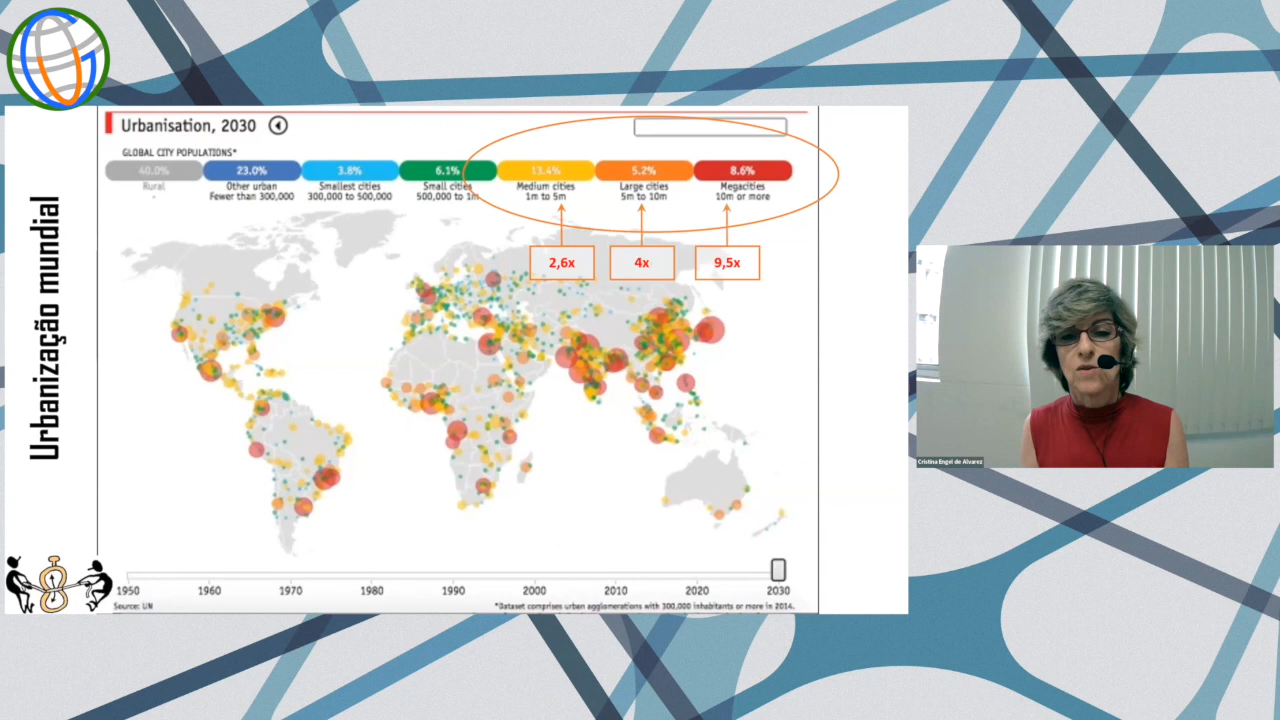 Urbanisation, 2030
GLOBAL CITY POPULATIONS*
40.0% 23.0% 3.8% 6.1% 13.4% 5.2% 8.6%
Rural Other urban Smallest cities Small cities Medium cities Large cities Megacities
Fewer than 300,000 300,000 to 500,000 500,000 to 1m 1m to 5m 5m to 10m 10m or more
2,6x 4x 9,5x
Urbanização mundial
1950 1960 1970 1980 1990 2000 2010 2020 2030
Source: UN *Dataset comprises urban agglomerations with 300,000 inhabitants or more in 2014.
Cristina Engel de Alvarez